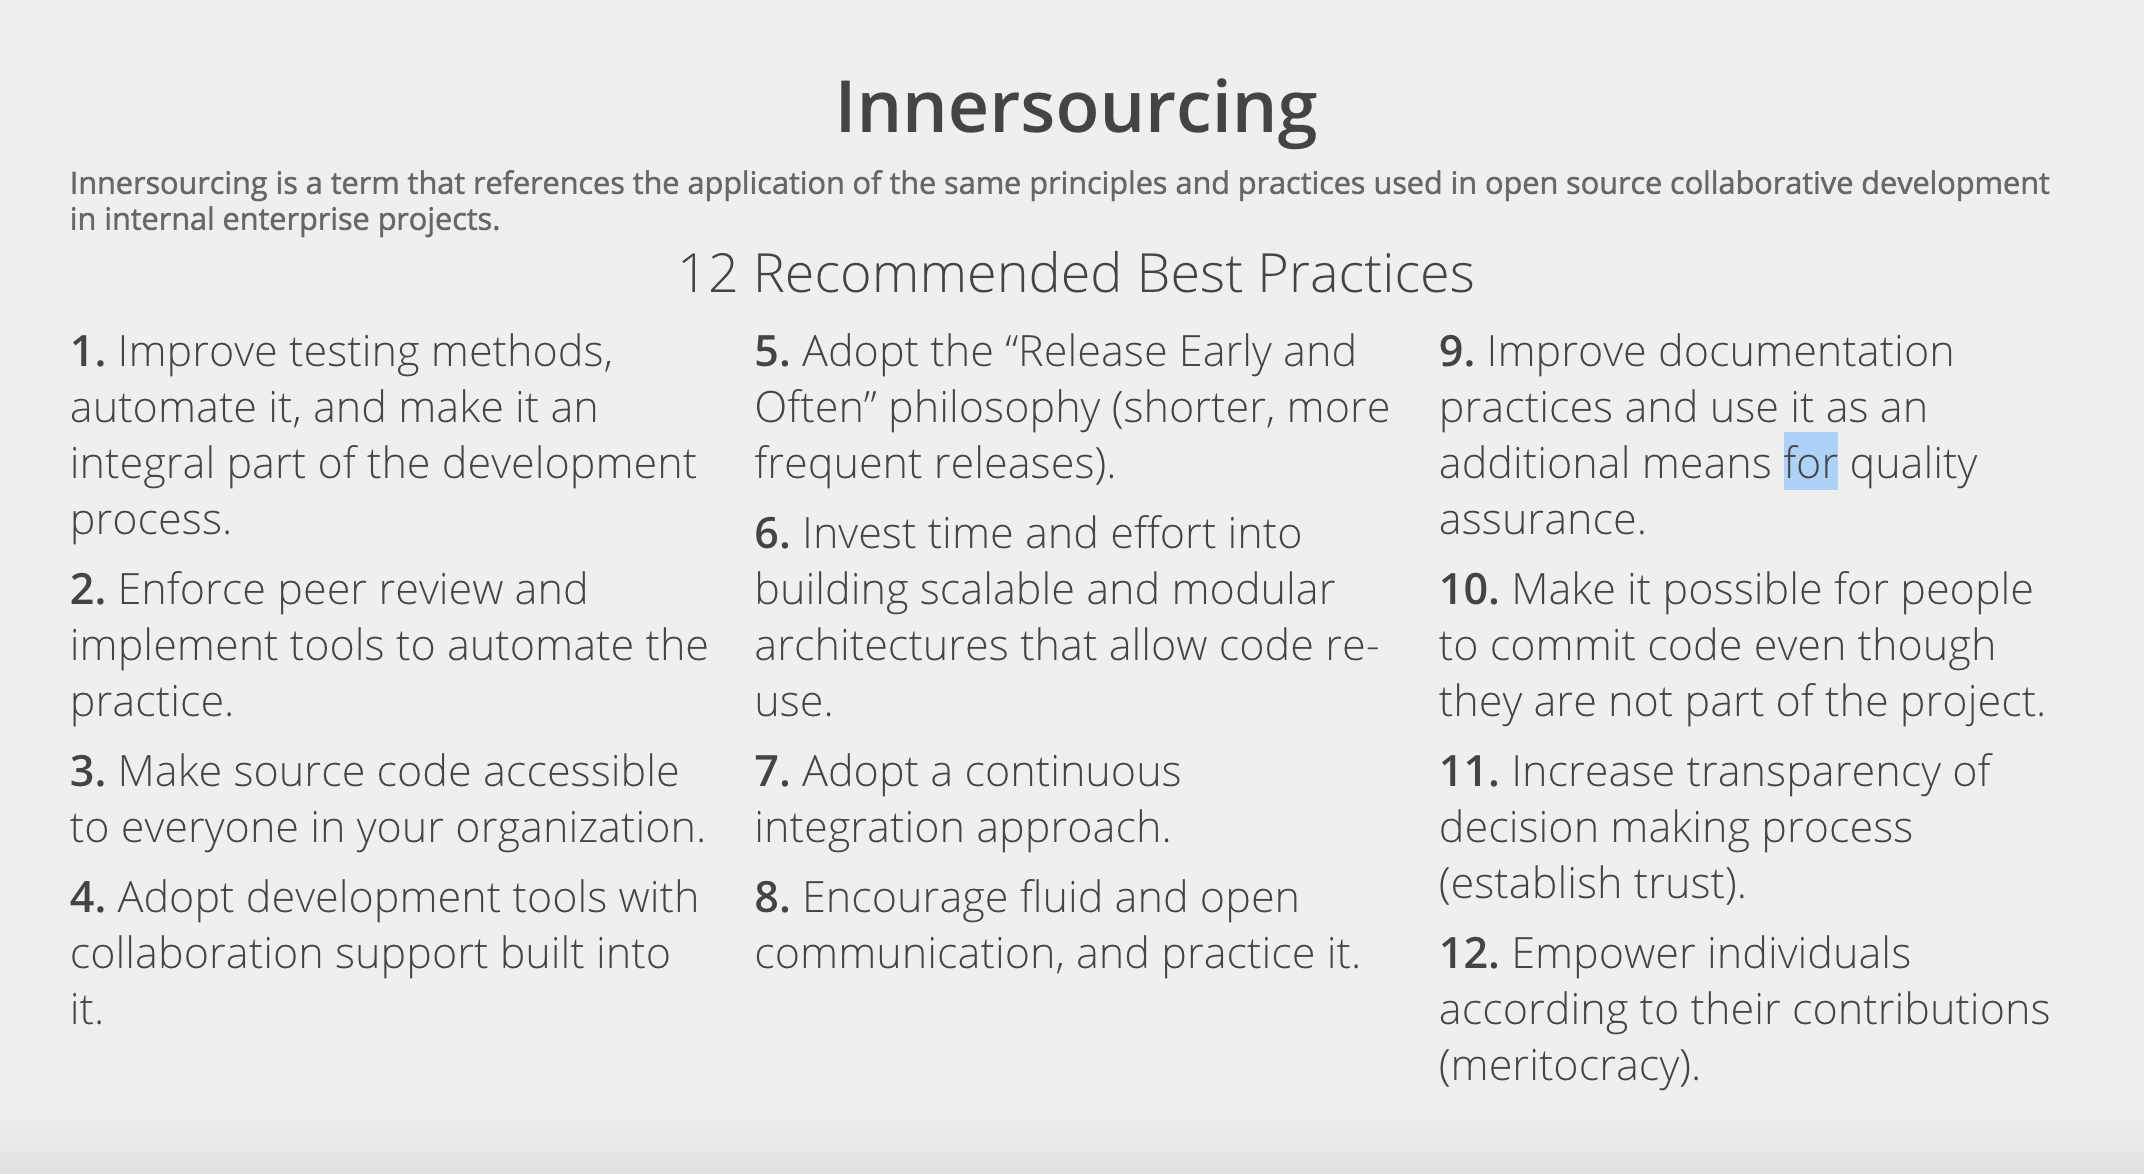 Innersourcing
Innersourcing is a term that references the application of the same principles and practices used in open source collaborative development
in internal enterprise projects.
12 Recommended Best Practices
1. Improve testing methods,
automate it, and make it an
integral part of the development
process.
2. Enforce peer review and
implement tools to automate the
practice.
3. Make source code accessible
to everyone in your organization.
4. Adopt development tools with
collaboration support built into
it.
5. Adopt the “Release Early and
Often” philosophy (shorter, more
frequent releases).
6. Invest time and effort into
building scalable and modular
architectures that allow code re-
use.
7. Adopt a continuous
integration approach.
8. Encourage fluid and open
communication, and practice it.
9. Improve documentation
practices and use it as an
additional means for quality
assurance.
10. Make it possible for people
to commit code even though
they are not part of the project.
11. Increase transparency of
decision making process
(establish trust).
12. Empower individuals
according to their contributions
(meritocracy).